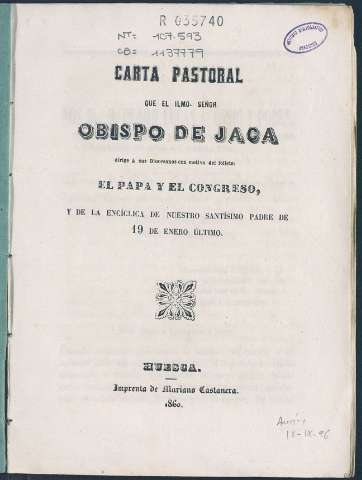 R 035740
NT= 107.593
CB= 1137779
CARTA PASTORAL
QUE EL ILMO. SEÑOR
OBISPO DE JACA
dirige á sus Diocesanos con motivo del folleto:
EL PAPA Y EL CONGRESO,
Y DE LA ENCÍCLICA DE NUESTRO SANTÍSIMO PADRE DE
19 DE ENERO ÚLTIMO.
HUESCA.
Imprenta de Mariano Castanera.
1860.